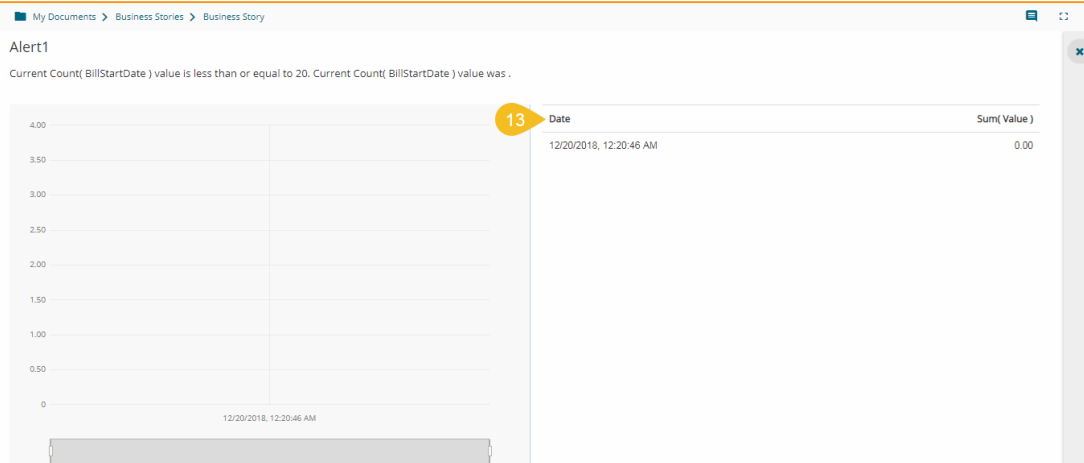 My Documents > Business Stories > Business Story
Alert1
Current Count( BillStartDate ) value is less than or equal to 20. Current Count( BillStartDate ) value was .
4.00
3.50
3.00
2.50
2.00
1.50
1.00
0.50
0
12/20/2018, 12:20:46 AM
13
Date Sum( Value )
12/20/2018, 12:20:46 AM 0.00